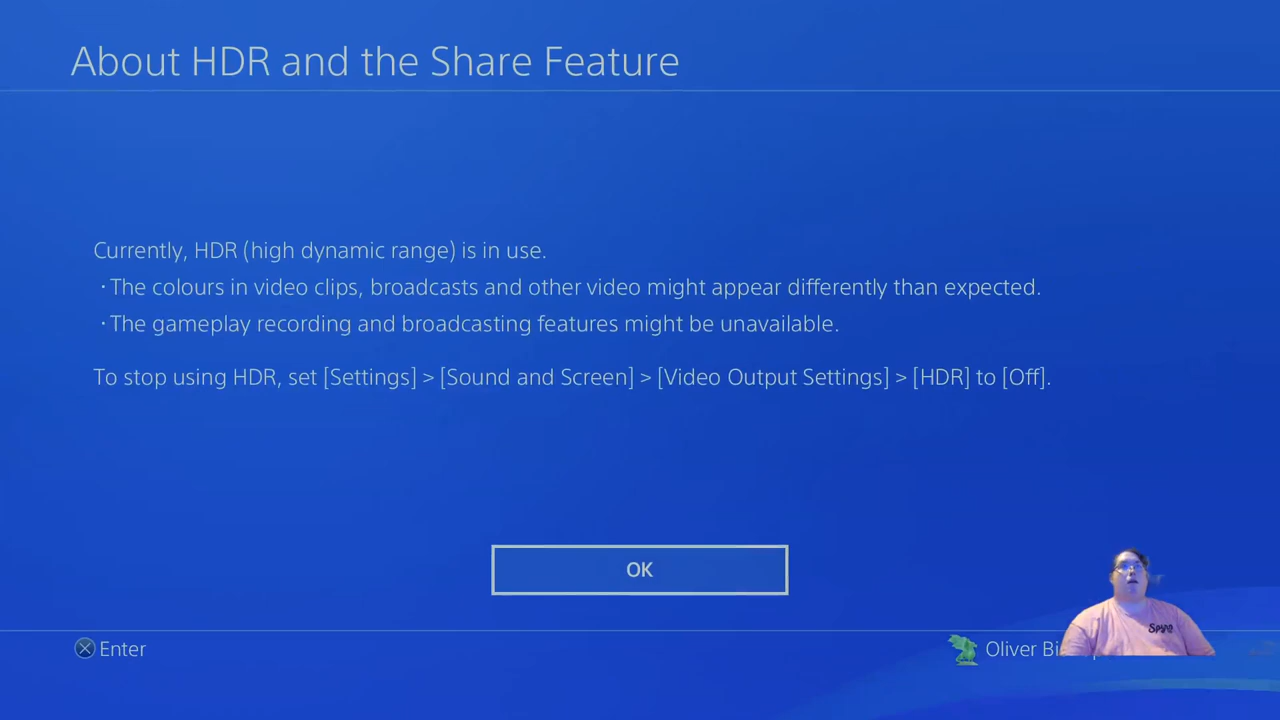 About HDR and the Share Feature
Currently, HDR (high dynamic range) is in use.
· The colours in video clips, broadcasts and other video might appear differently than expected.
· The gameplay recording and broadcasting features might be unavailable.
To stop using HDR, set [Settings] > [Sound and Screen] > [Video Output Settings] > [HDR] to [Off].
OK
Enter
Oliver
Spyro